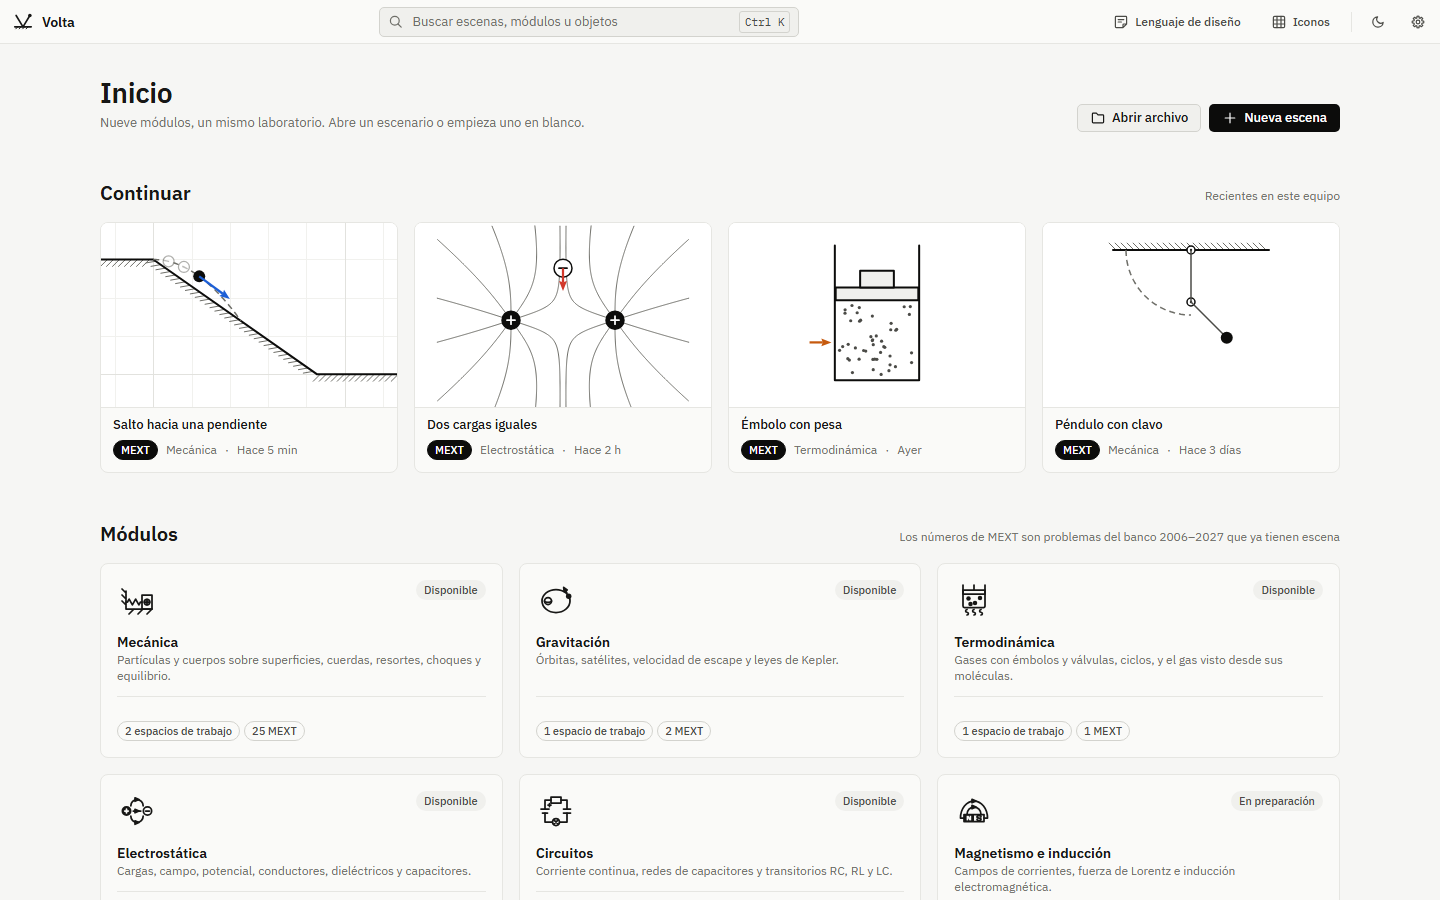 Volta
Buscar escenas, módulos u objetos
Ctrl K
Lenguaje de diseño
Iconos
Inicio
Nueve módulos, un mismo laboratorio. Abre un escenario o empieza uno en blanco.
Abrir archivo
Nueva escena
Continuar
Recientes en este equipo
Salto hacia una pendiente
MEXT Mecánica · Hace 5 min
Dos cargas iguales
MEXT Electrostática · Hace 2 h
Émbolo con pesa
MEXT Termodinámica · Ayer
Péndulo con clavo
MEXT Mecánica · Hace 3 días
Módulos
Los números de MEXT son problemas del banco 2006–2027 que ya tienen escena
Disponible
Mecánica
Partículas y cuerpos sobre superficies, cuerdas, resortes, choques y
equilibrio.
2 espacios de trabajo
25 MEXT
Disponible
Gravitación
Órbitas, satélites, velocidad de escape y leyes de Kepler.
1 espacio de trabajo
2 MEXT
Disponible
Termodinámica
Gases con émbolos y válvulas, ciclos, y el gas visto desde sus
moléculas.
1 espacio de trabajo
1 MEXT
Disponible
Electrostática
Cargas, campo, potencial, conductores, dieléctricos y capacitores.
Disponible
Circuitos
Corriente continua, redes de capacitores y transitorios RC, RL y LC.
En preparación
Magnetismo e inducción
Campos de corrientes, fuerza de Lorentz e inducción
electromagnética.